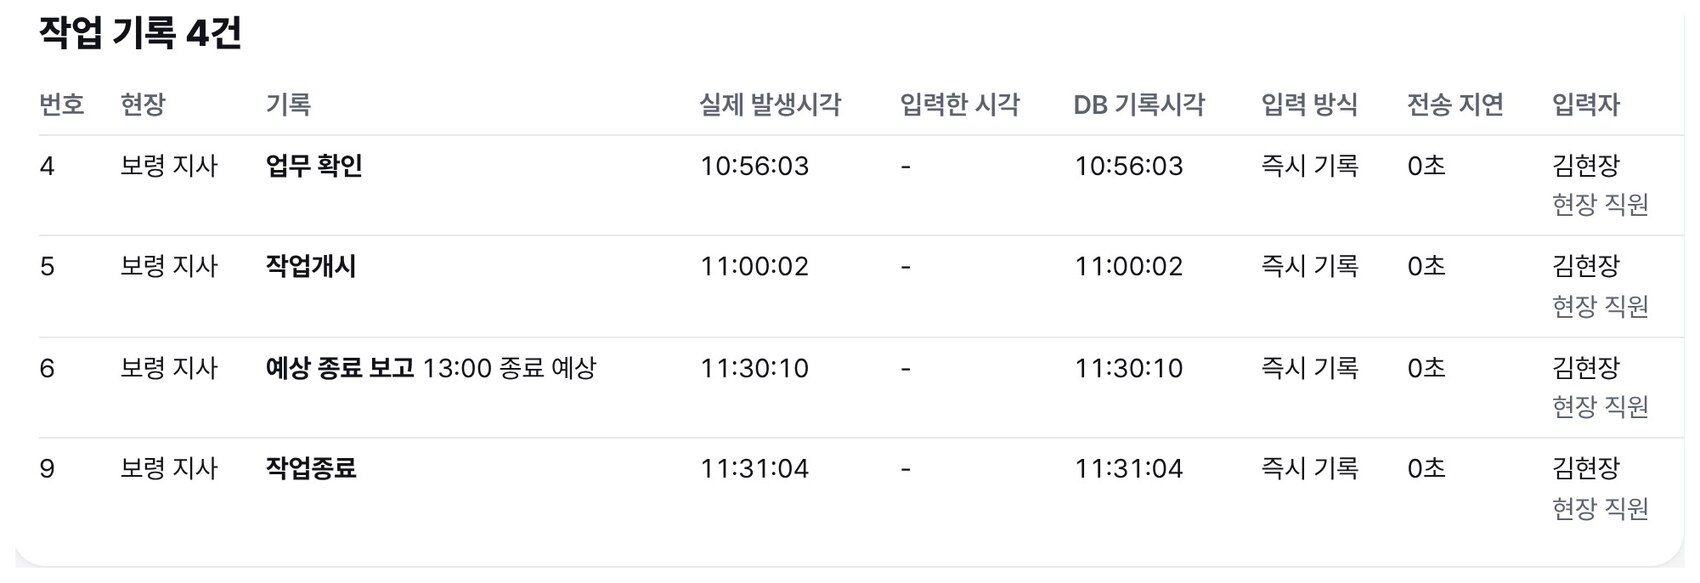 작업 기록 4건
번호 현장 기록 실제 발생시각 입력한 시각 DB 기록시각 입력 방식 전송 지연 입력자
4 보령 지사 업무 확인 10:56:03 - 10:56:03 즉시 기록 0초 김현장
현장 직원
5 보령 지사 작업개시 11:00:02 - 11:00:02 즉시 기록 0초 김현장
현장 직원
6 보령 지사 예상 종료 보고 13:00 종료 예상 11:30:10 - 11:30:10 즉시 기록 0초 김현장
현장 직원
9 보령 지사 작업종료 11:31:04 - 11:31:04 즉시 기록 0초 김현장
현장 직원